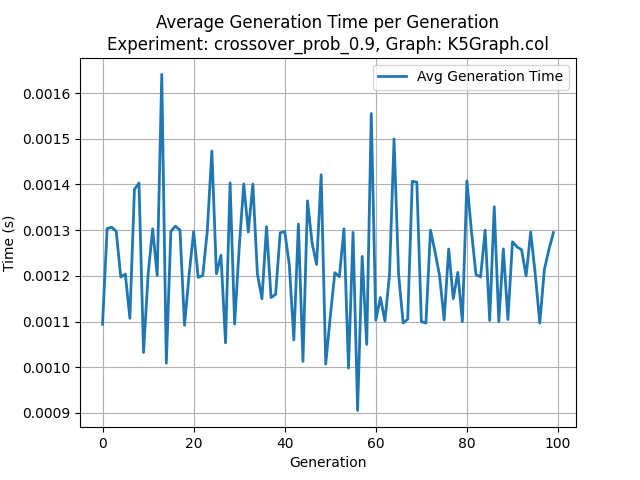 Average Generation Time per Generation
Experiment: crossover_prob_0.9, Graph: K5Graph.col
Avg Generation Time
0.0016
0.0015
0.0014
0.0013
0.0012
0.0011
0.0010
0.0009
Time (s)
0 20 40 60 80 100
Generation